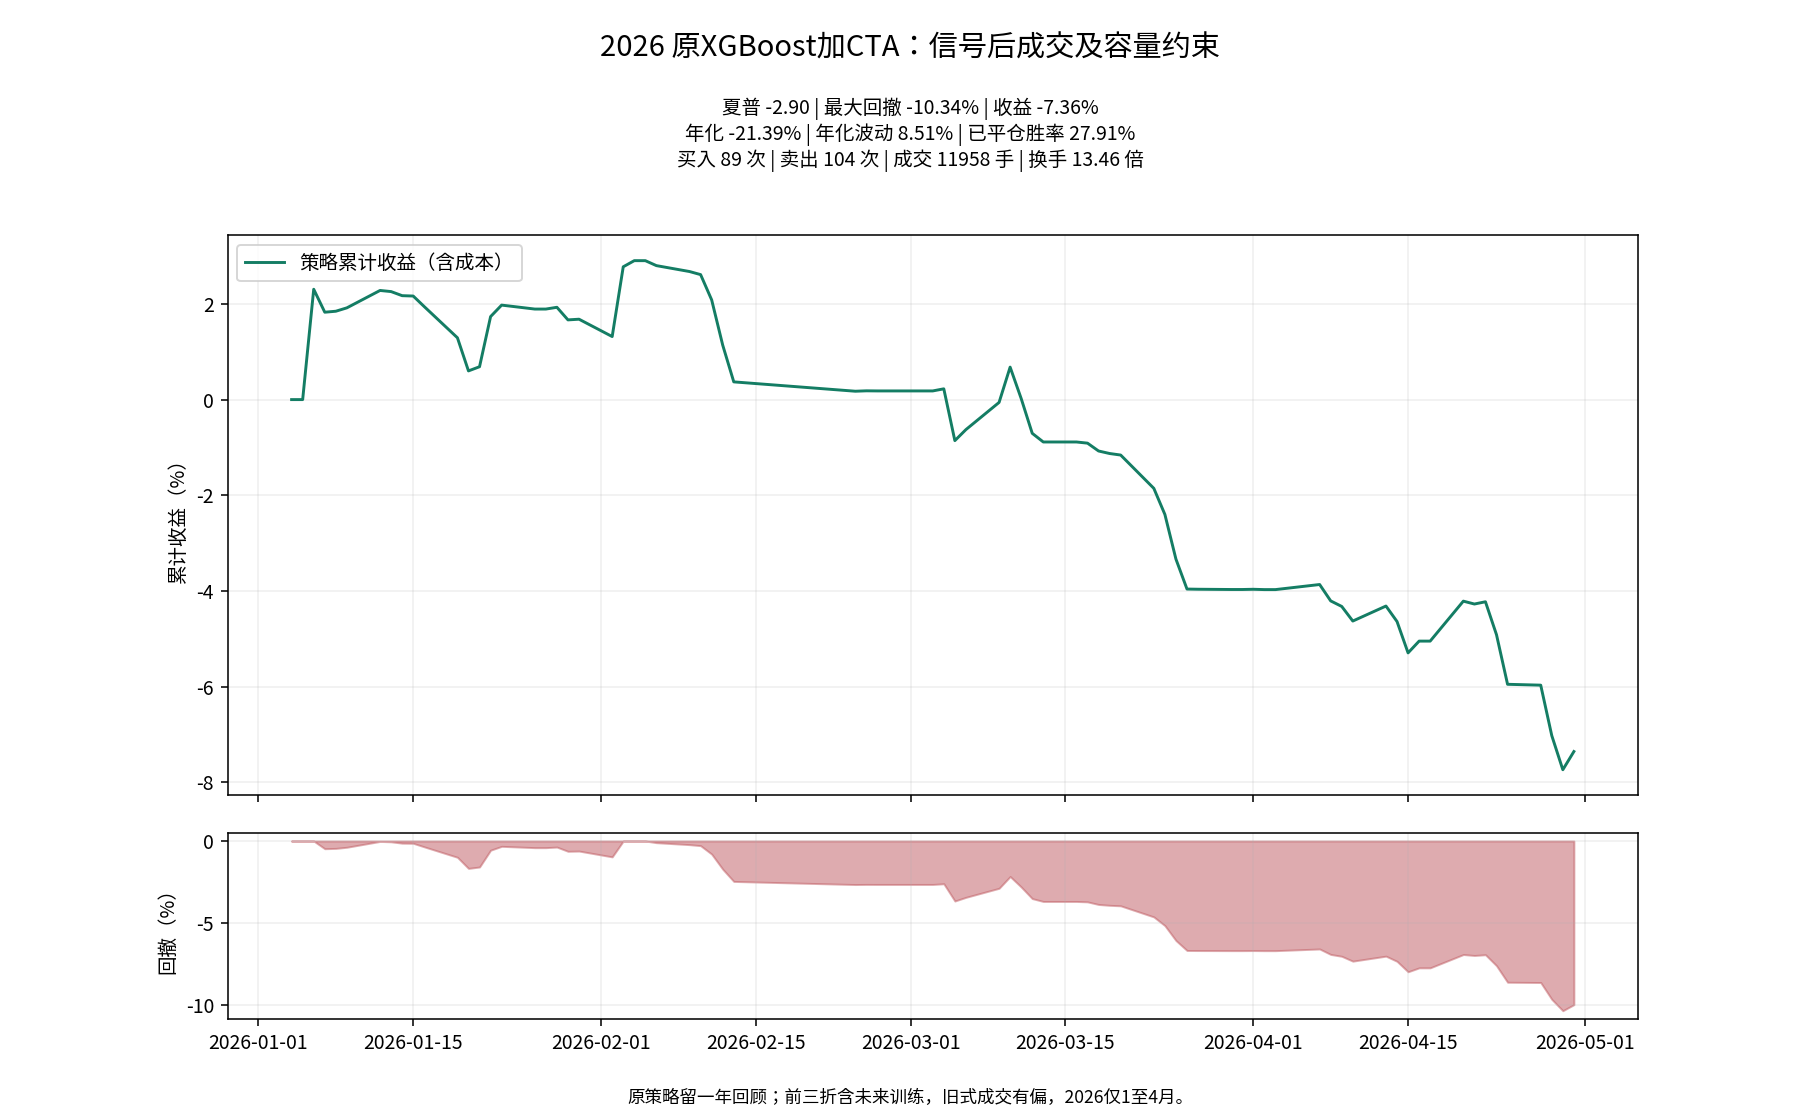 2026 原XGBoost加CTA：信号后成交及容量约束
夏普 -2.90 | 最大回撤 -10.34% | 收益 -7.36%
年化 -21.39% | 年化波动 8.51% | 已平仓胜率 27.91%
买入 89 次 | 卖出 104 次 | 成交 11958 手 | 换手 13.46 倍
策略累计收益（含成本）
累计收益（%）
2
0
-2
-4
-6
-8
回撤（%）
0
-5
-10
2026-01-01 2026-01-15 2026-02-01 2026-02-15 2026-03-01 2026-03-15 2026-04-01 2026-04-15 2026-05-01
原策略留一年回顾；前三折含未来训练，旧式成交有偏，2026仅1至4月。